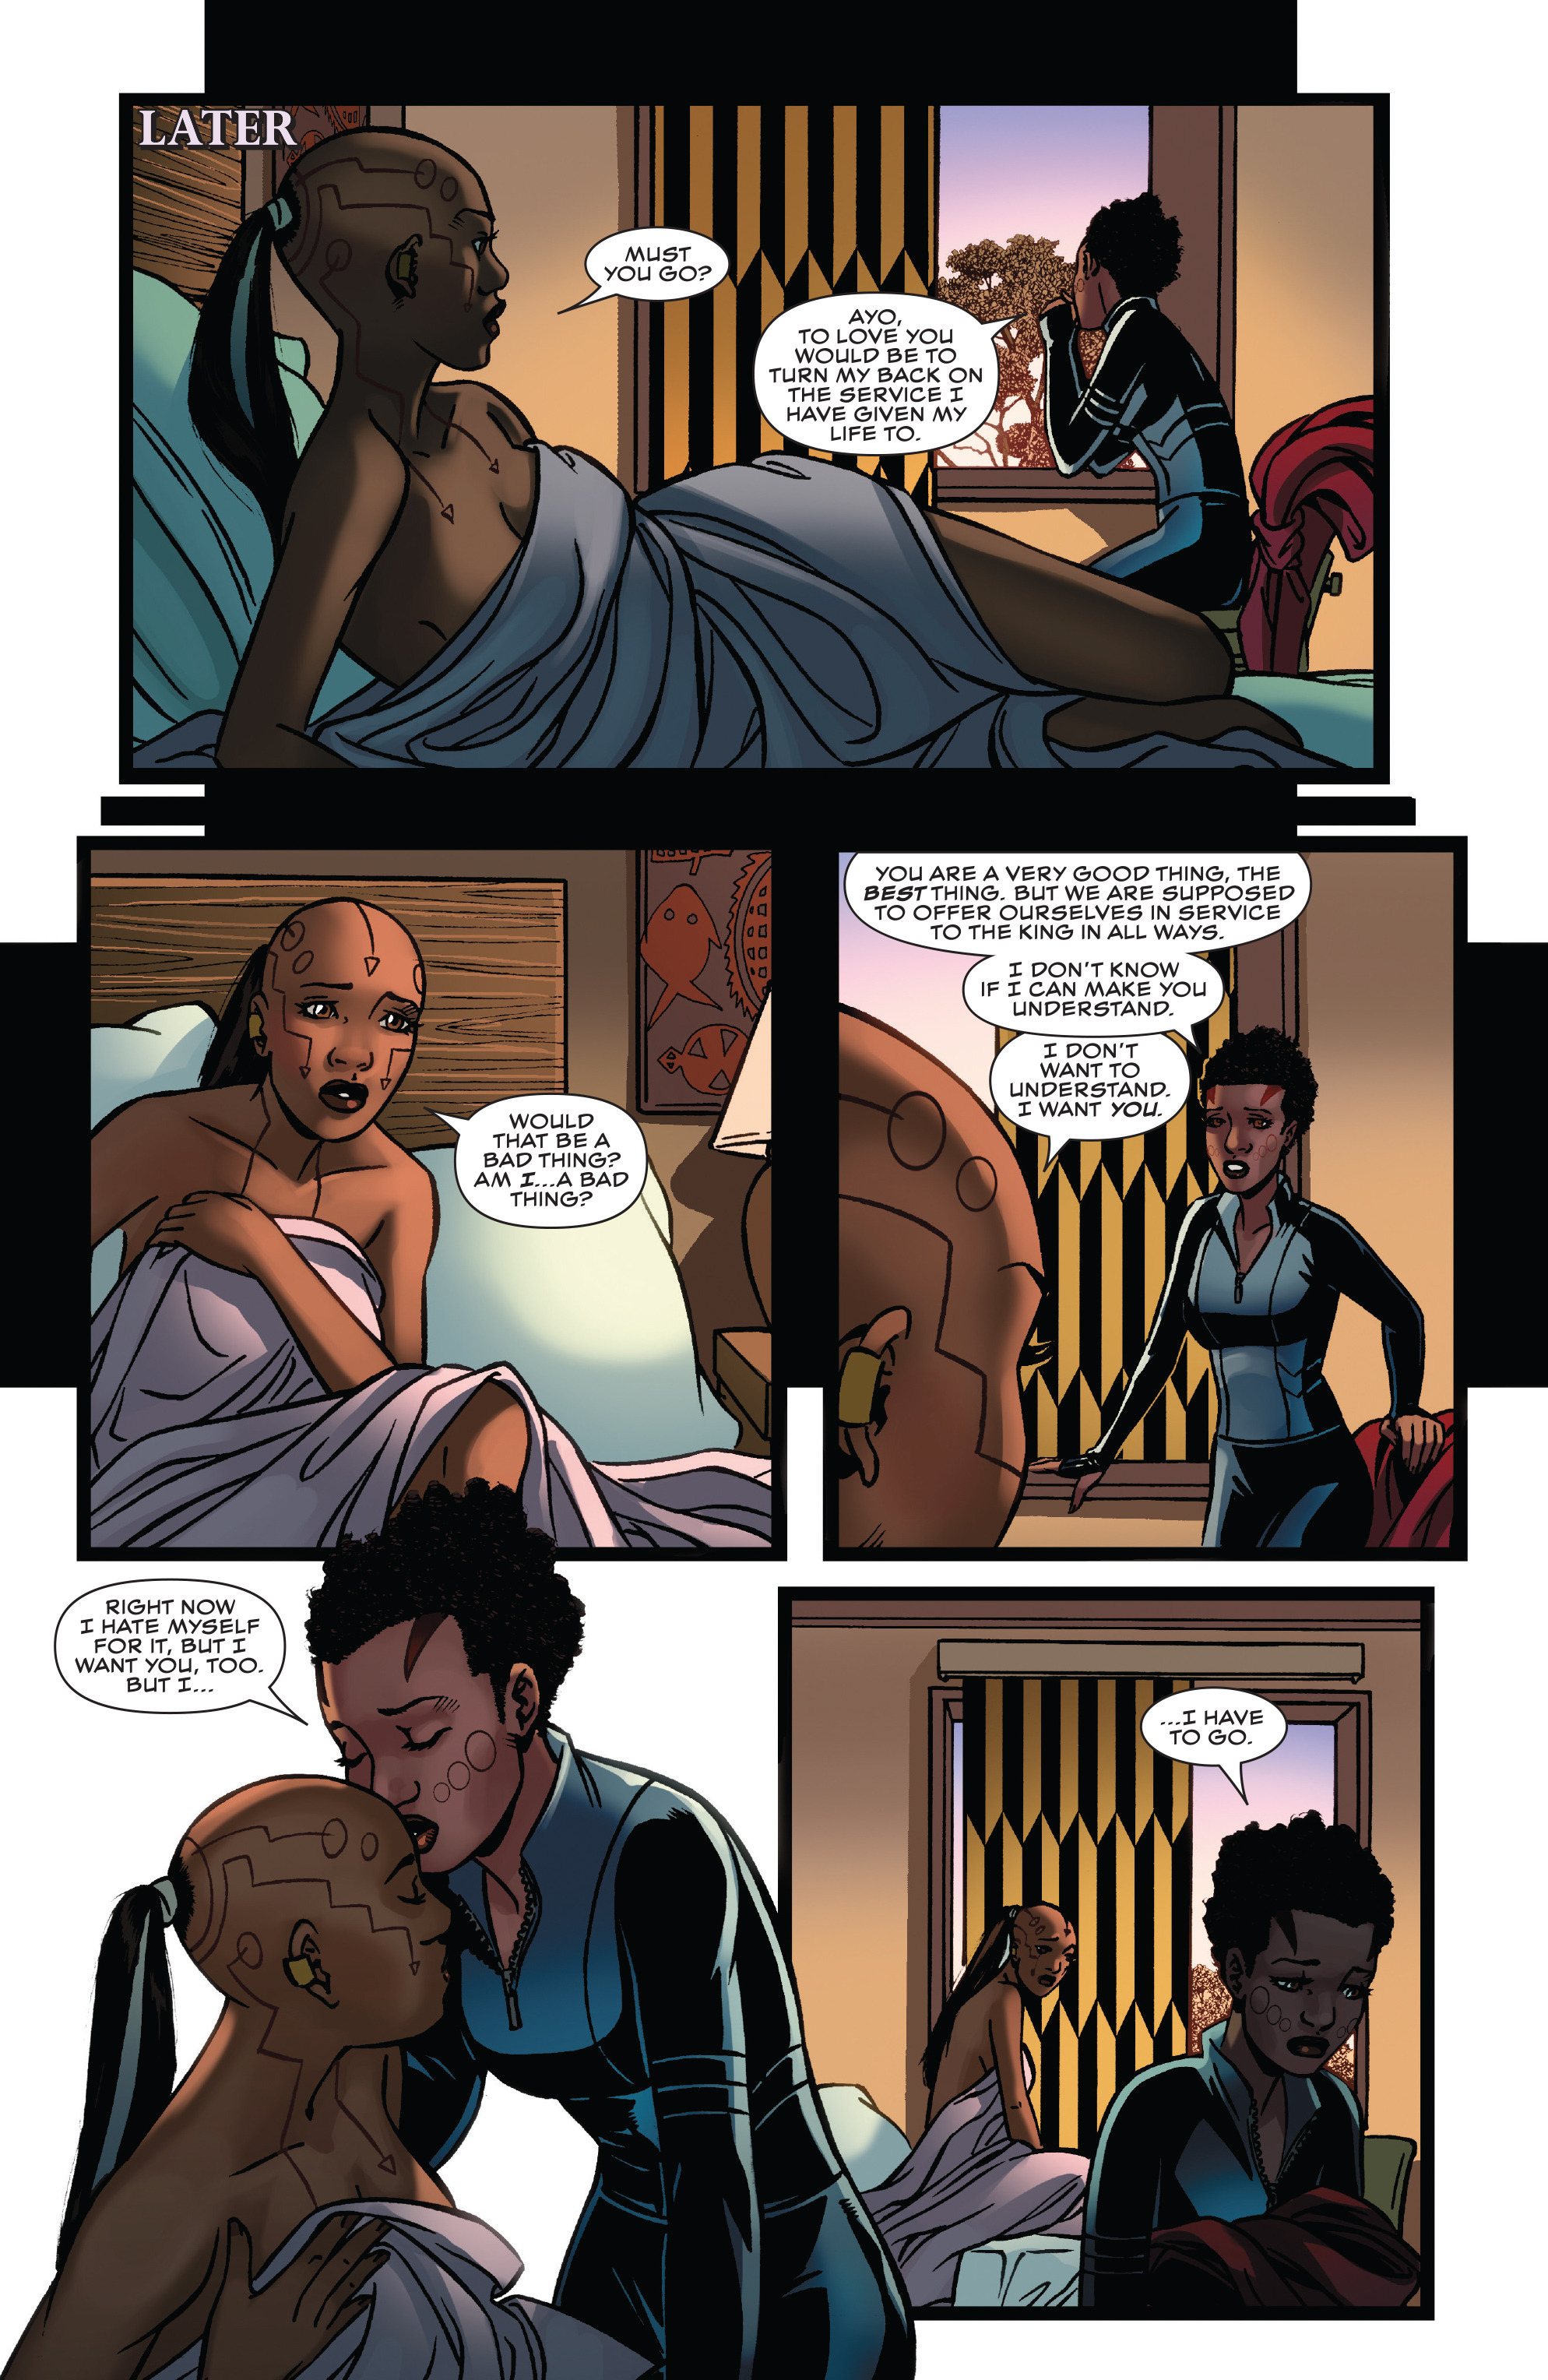 LATER
MUST
YOU GO?
AYO,
TO LOVE YOU
WOULD BE TO
TURN MY BACK ON
THE SERVICE I
HAVE GIVEN MY
LIFE TO.
WOULD
THAT BE A
BAD THING?
AM I...A BAD
THING?
YOU ARE A VERY GOOD THING, THE
BEST THING. BUT WE ARE SUPPOSED
TO OFFER OURSELVES IN SERVICE
TO THE KING IN ALL WAYS.
I DON'T KNOW
IF I CAN MAKE YOU
UNDERSTAND.
I DON'T
WANT TO
UNDERSTAND.
I WANT YOU.
RIGHT NOW
I HATE MYSELF
FOR IT, BUT I
WANT YOU, TOO.
BUT I...
...I HAVE
TO GO.